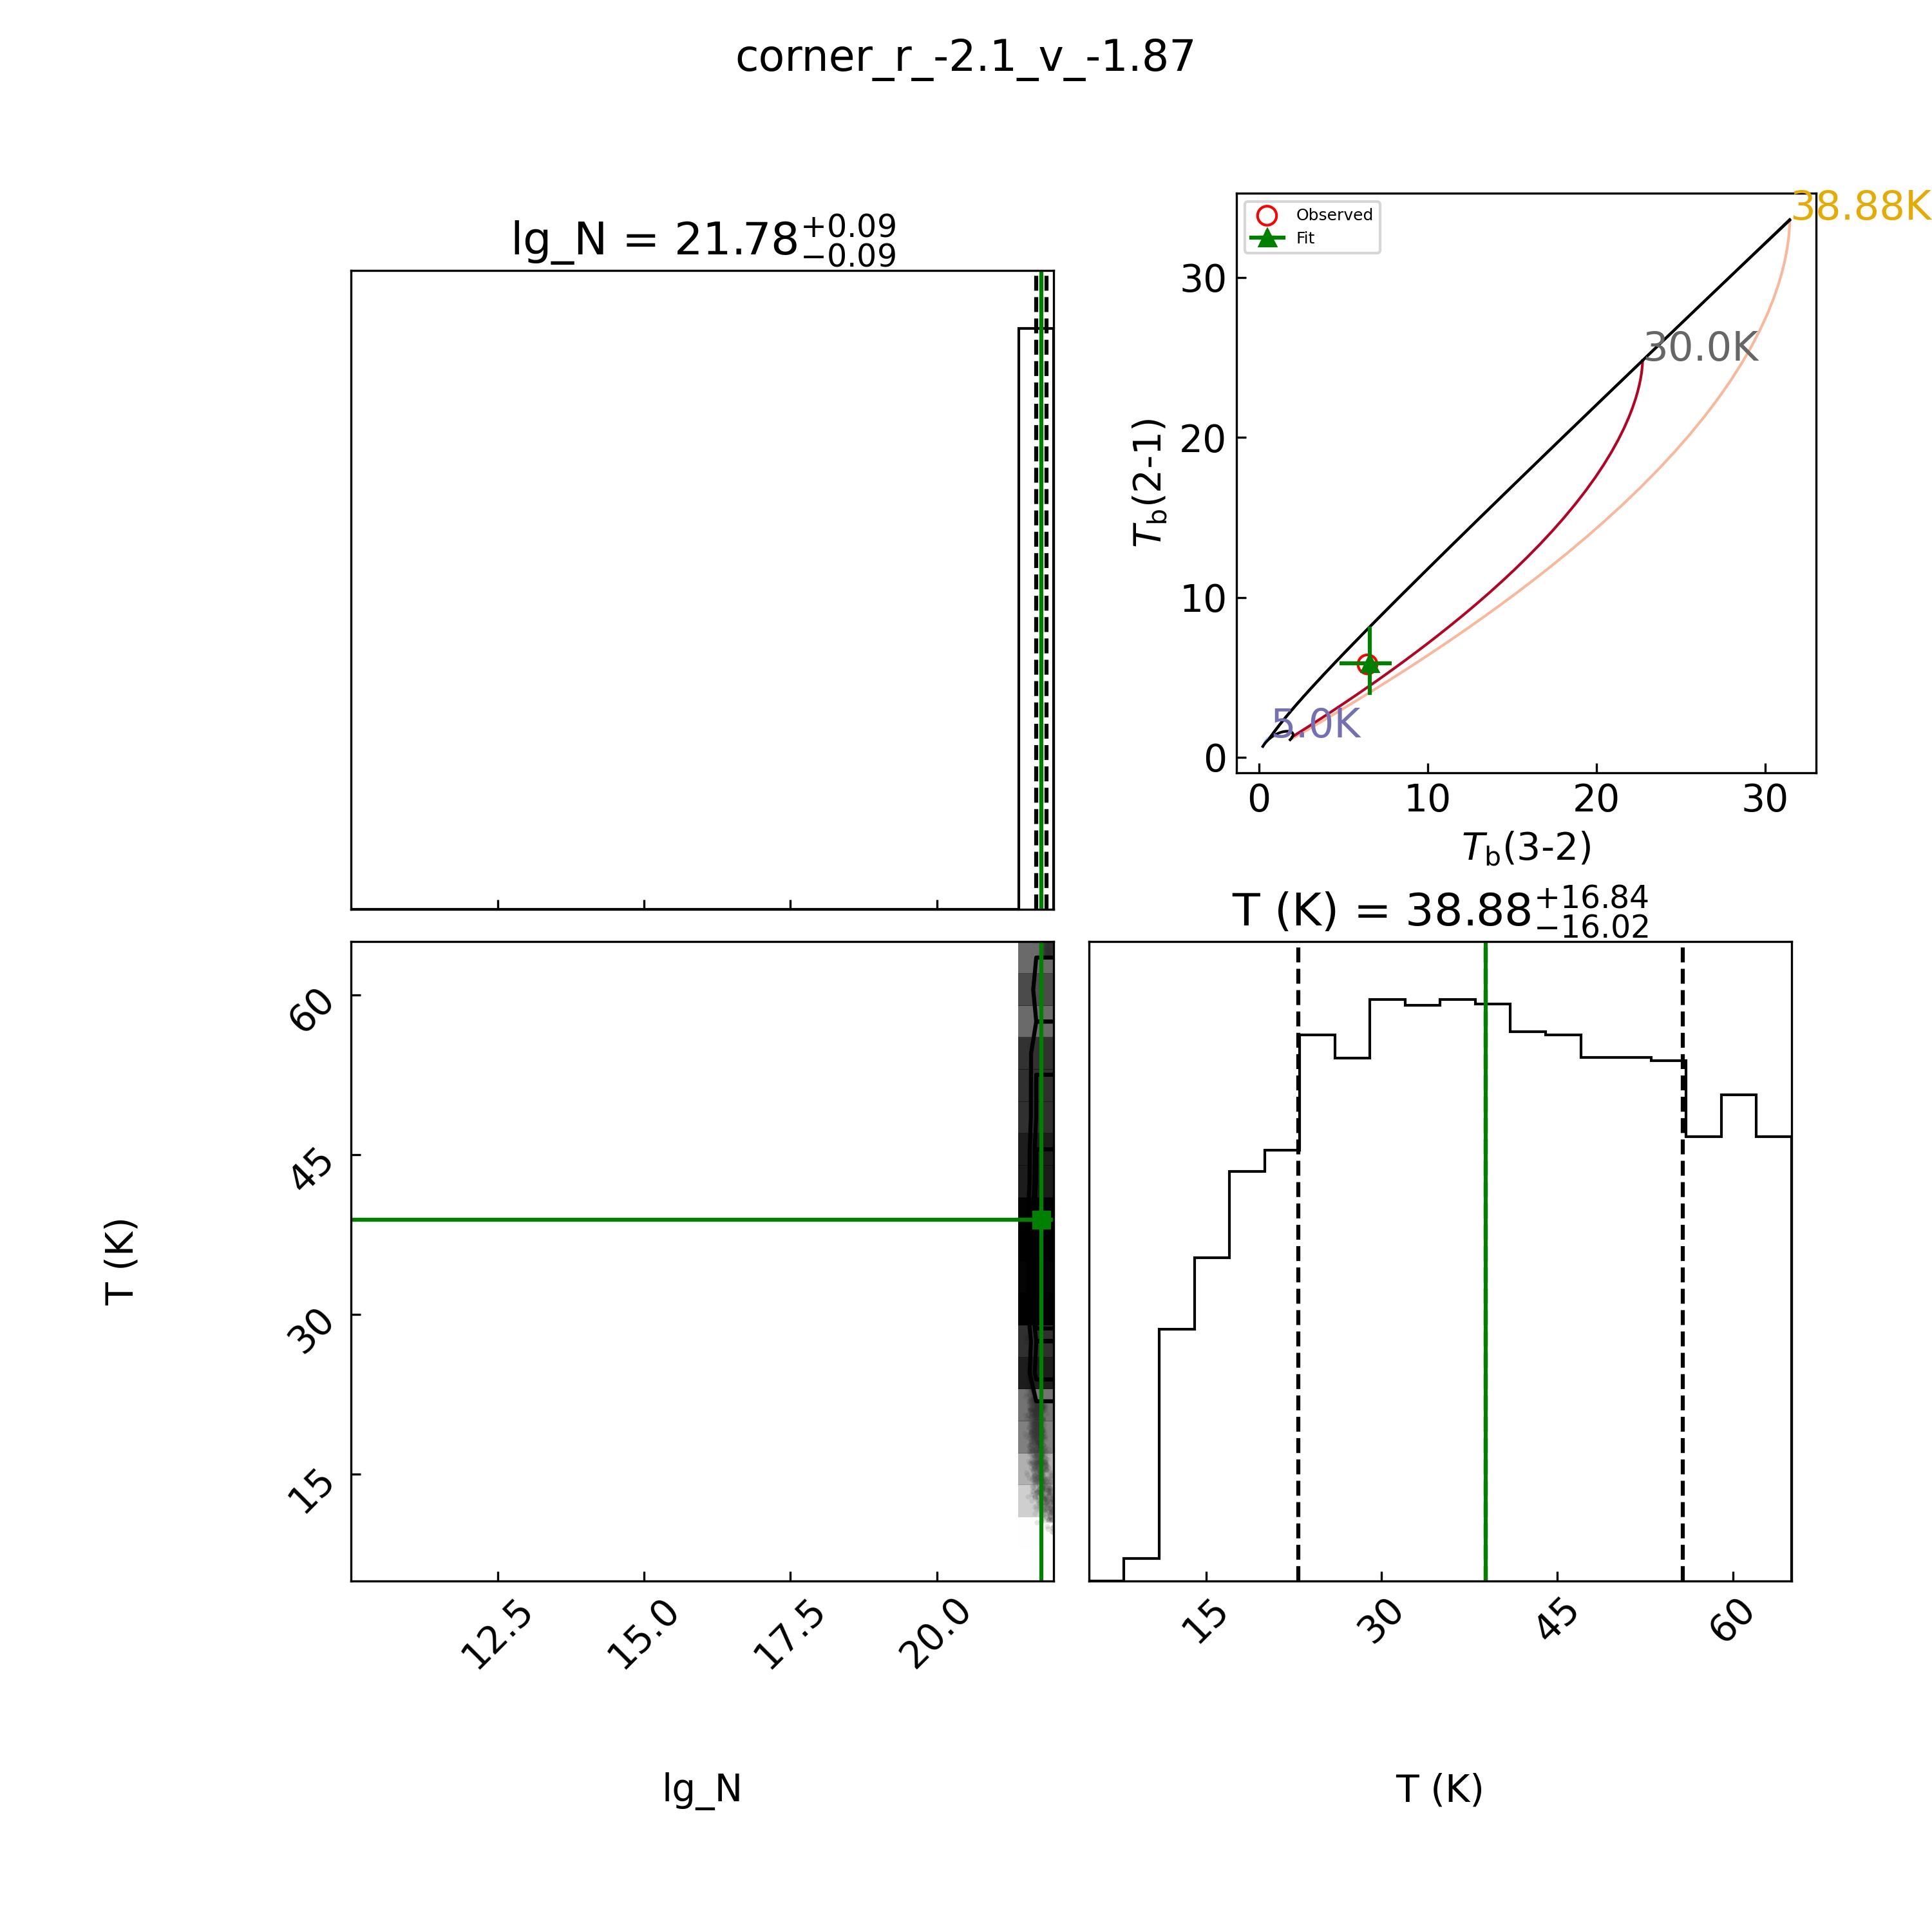 corner_r_-2.1_v_-1.87
lg_N = 21.78+0.09−0.09
38.88K
Observed
Fit
30
30.0K
20
Tb(2-1)
10
5.0K
0
0 10 20 30
Tb(3-2)
T (K) = 38.88+16.84−16.02
60
45
T (K)
30
15
12.5 15.0 17.5 20.0
15 30 45 60
lg_N
T (K)